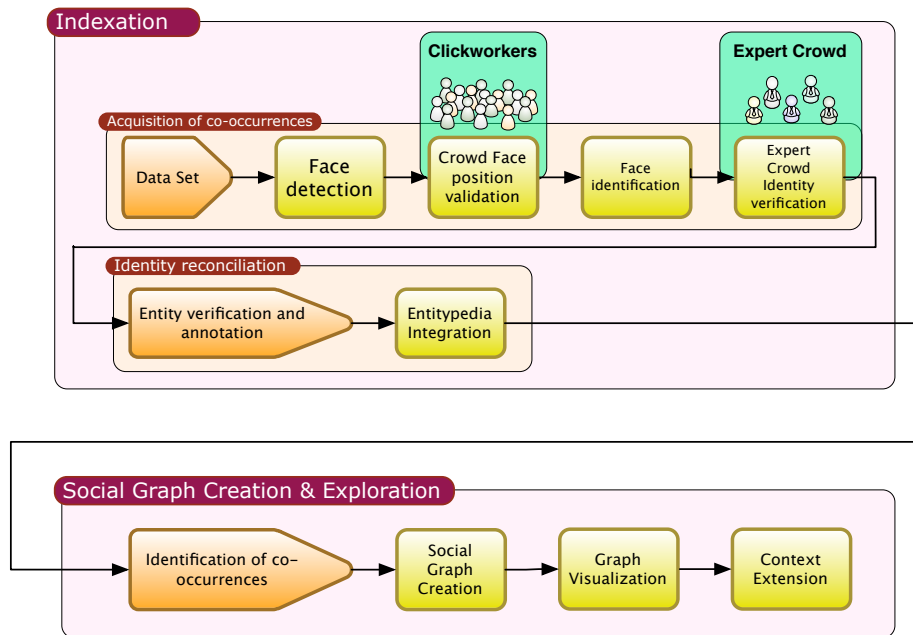 Indexation
Clickworkers
Expert Crowd
Acquisition of co-occurrences
Data Set
Face
detection
Crowd Face
position
validation
Face
identification
Expert
Crowd
Identity
verification
Identity reconciliation
Entity verification and
annotation
Entitypedia
Integration
Social Graph Creation & Exploration
Identification of co-
occurrences
Social
Graph
Creation
Graph
Visualization
Context
Extension